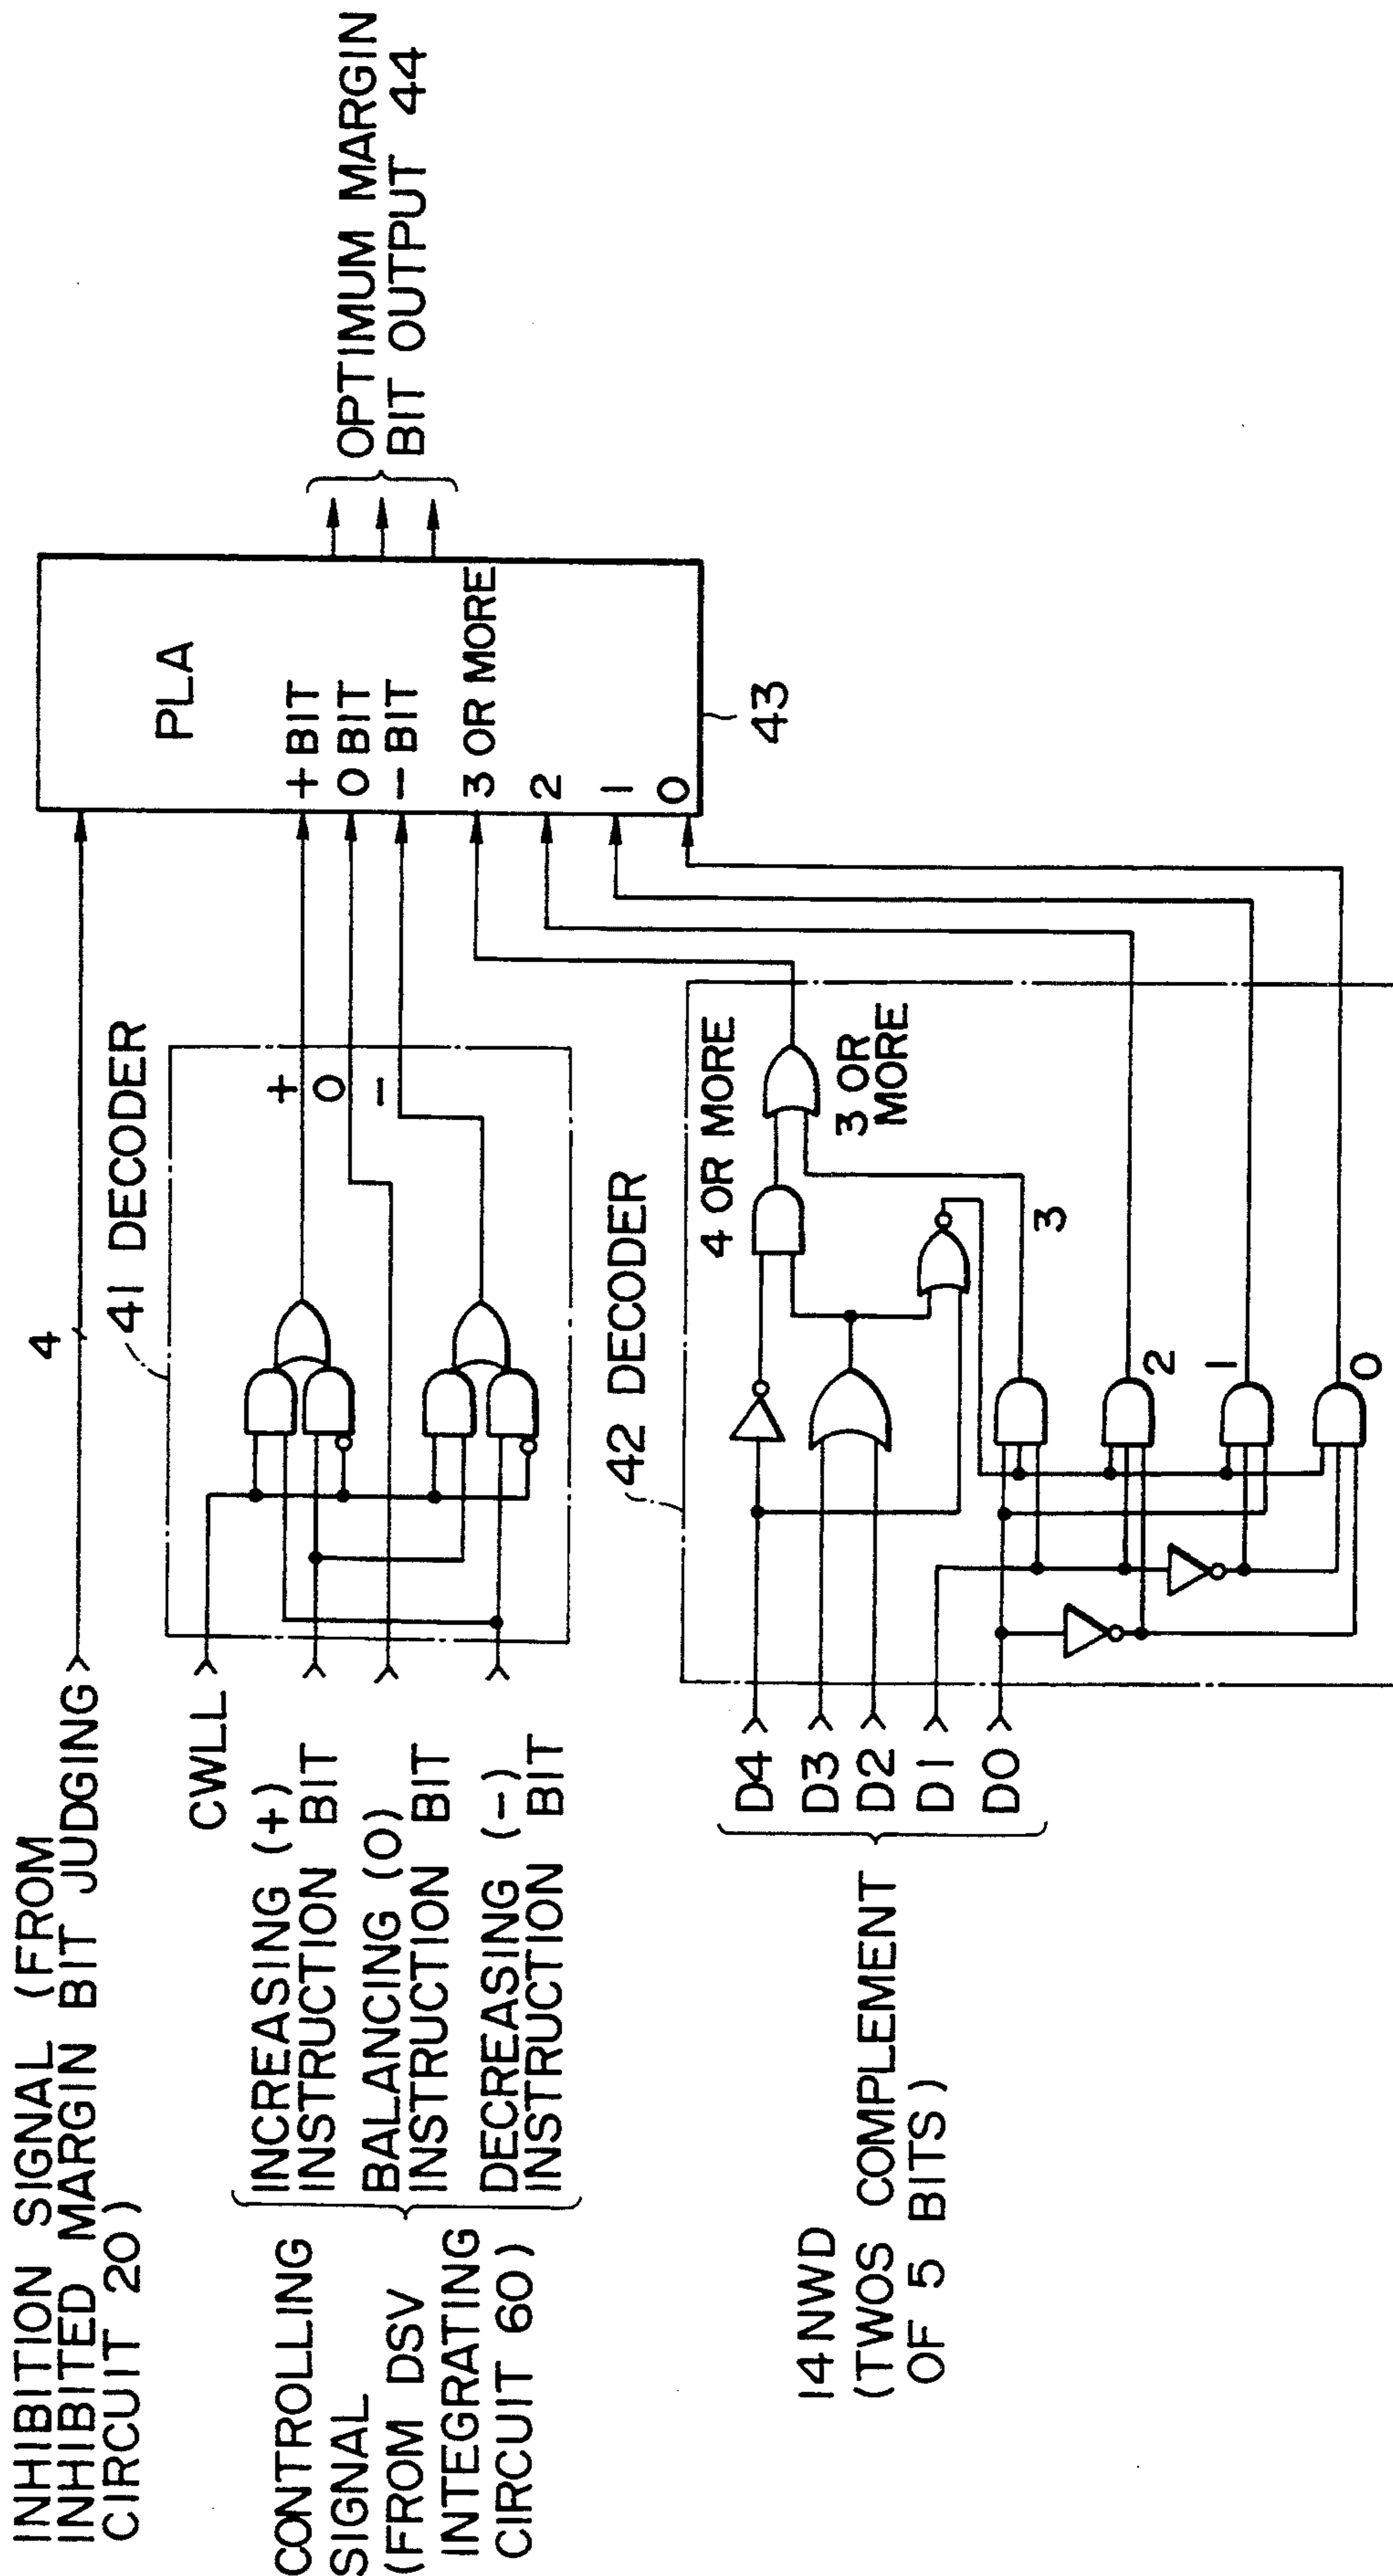 INHIBITION SIGNAL (FROM
INHIBITED MARGIN BIT JUDGING
CIRCUIT 20)
4
CONTROLLING
SIGNAL
(FROM DSV
INTEGRATING
CIRCUIT 60)
CWLL
INCREASING (+)
INSTRUCTION BIT
BALANCING (0)
INSTRUCTION BIT
DECREASING (-)
INSTRUCTION BIT
41 DECODER
+
0
-
14NWD
(TWOS COMPLEMENT
OF 5 BITS)
D4
D3
D2
D1
D0
42 DECODER
4 OR MORE
3 OR
MORE
3
2
1
0
PLA
+ BIT
0 BIT
- BIT
3 OR MORE
2
1
0
43
OPTIMUM MARGIN
BIT OUTPUT 44